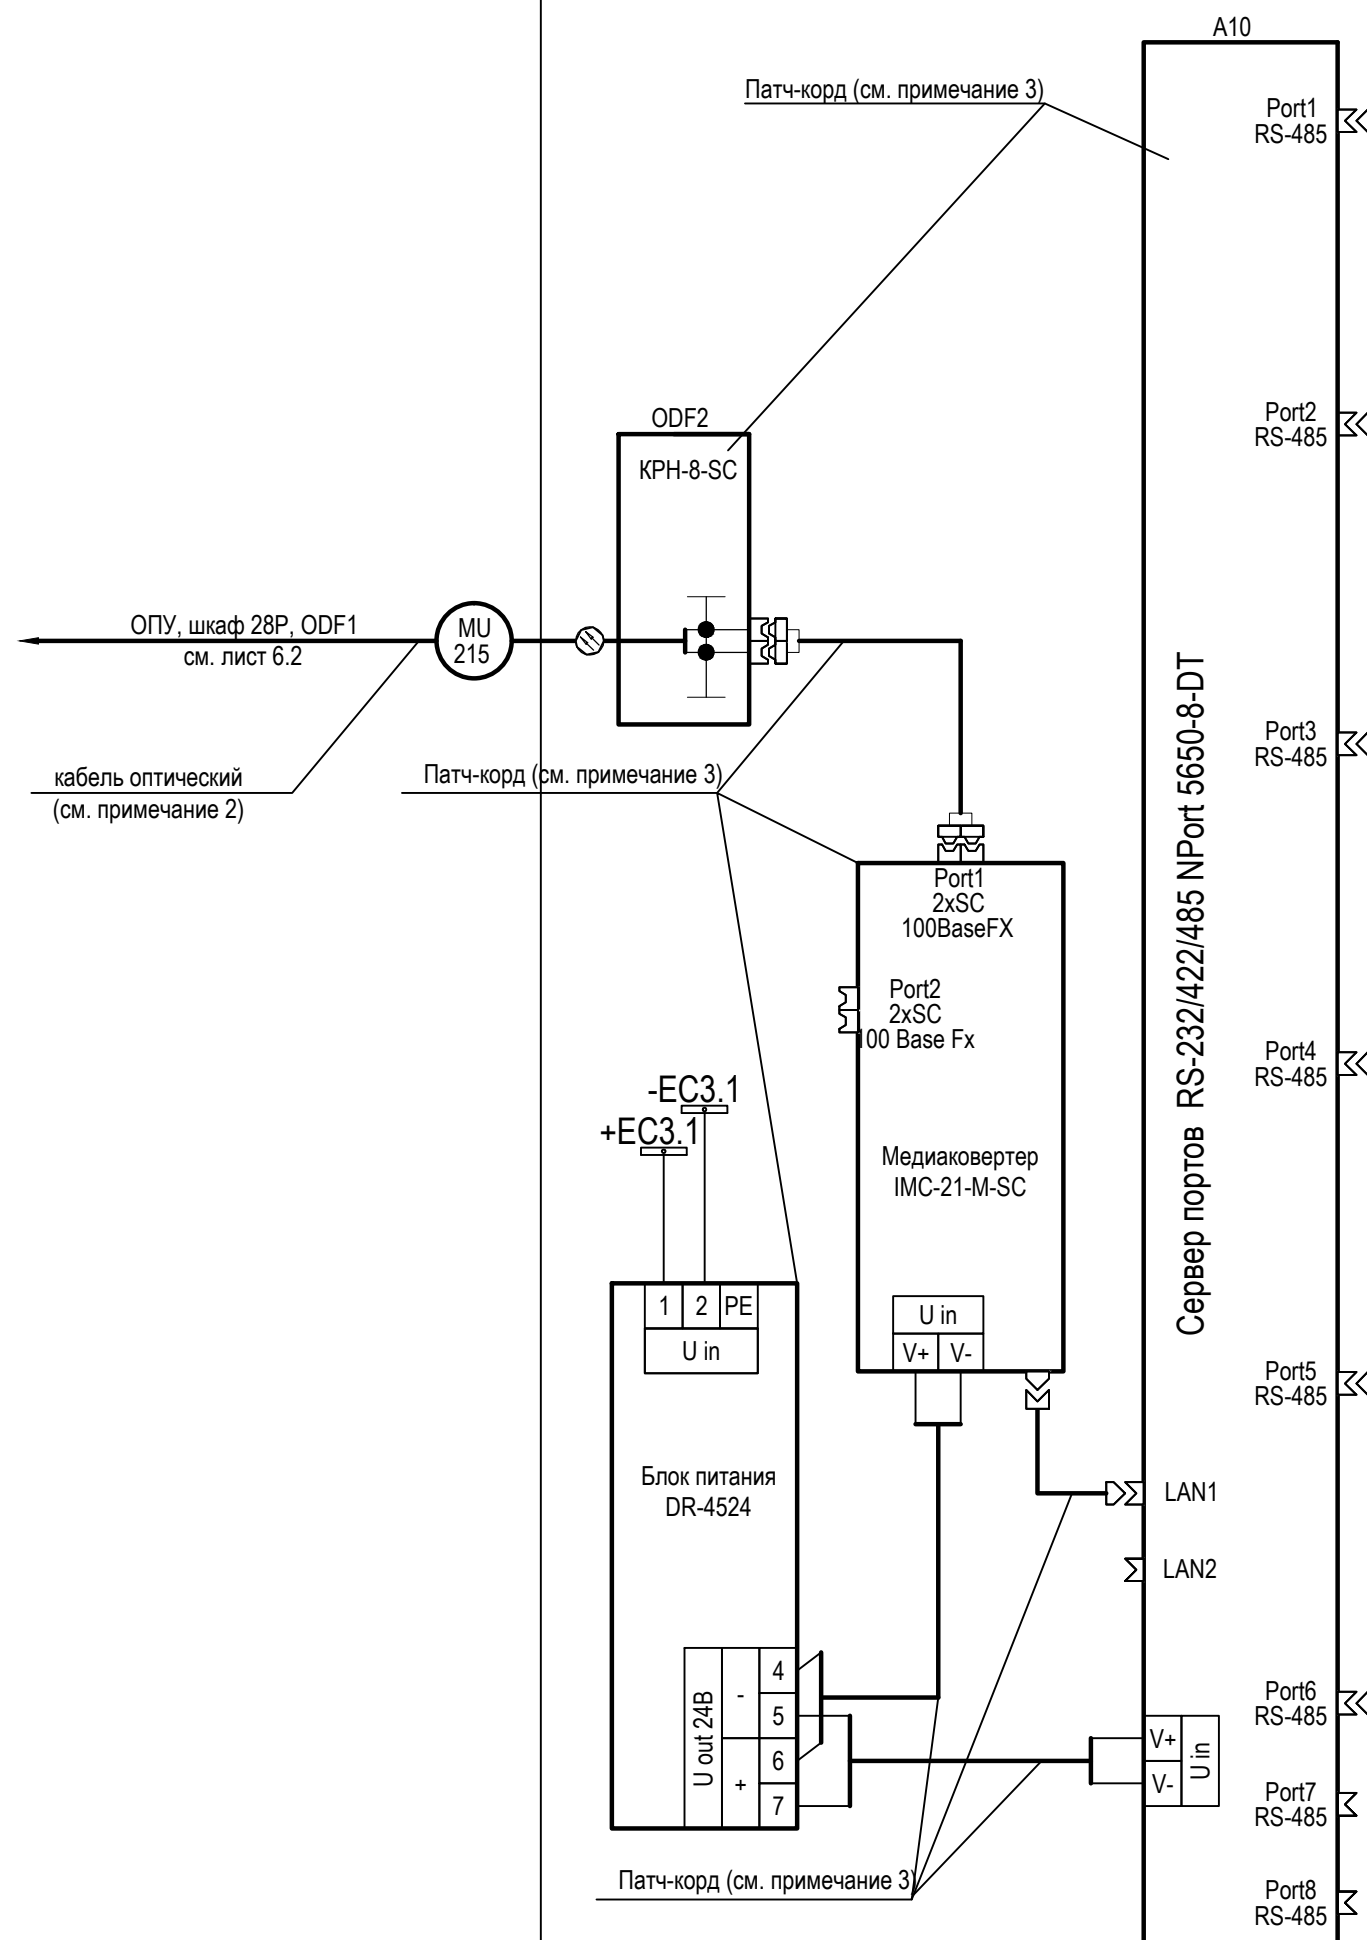 A10
Патч-корд (см. примечание 3)
Port1
RS-485
Port2
RS-485
ODF2
КРН-8-SC
ОПУ, шкаф 28Р, ODF1
см. лист 6.2
MU
215
кабель оптический
(см. примечание 2)
Патч-корд (см. примечание 3)
Port3
RS-485
Сервер портов RS-232/422/485 NPort 5650-8-DT
Port1
2xSC
100BaseFX
Port2
2xSC
100 Base Fx
Port4
RS-485
-EC3.1
+EC3.1
Медиаковертер
IMC-21-M-SC
1
2
PE
U in
U in
V+
V-
Port5
RS-485
Блок питания
DR-4524
LAN1
LAN2
U out 24В
-
+
4
5
6
7
Port6
RS-485
V+
V-
U in
Port7
RS-485
Патч-корд (см. примечание 3)
Port8
RS-485